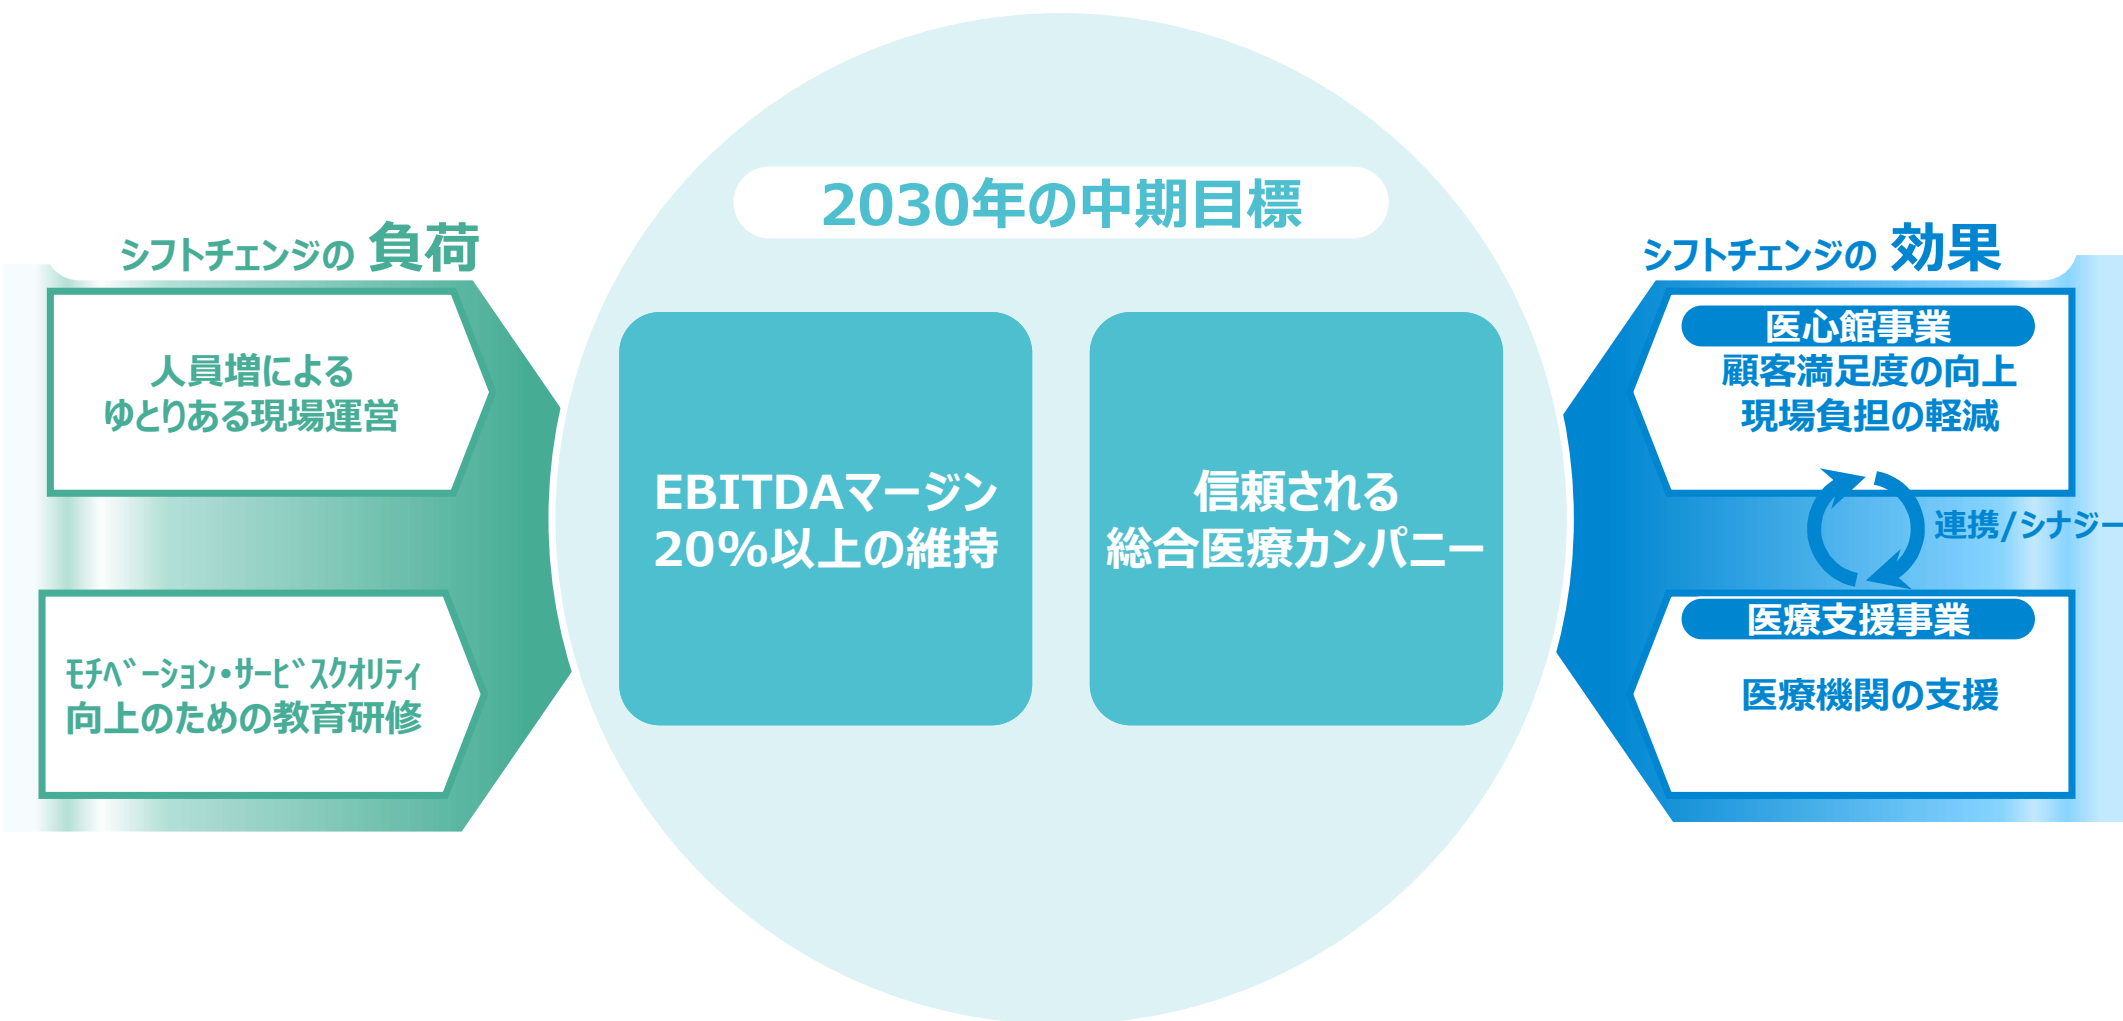 シフトチェンジの 負荷
人員増による
ゆとりある現場運営
ﾓﾁﾍﾞｰｼｮﾝ・ｻｰﾋﾞｽｸｵﾘﾃｨ
向上のための教育研修
2030年の中期目標
EBITDAマージン
20%以上の維持
信頼される
総合医療カンパニー
シフトチェンジの 効果
医心館事業
顧客満足度の向上
現場負担の軽減
連携/シナジー
医療支援事業
医療機関の支援